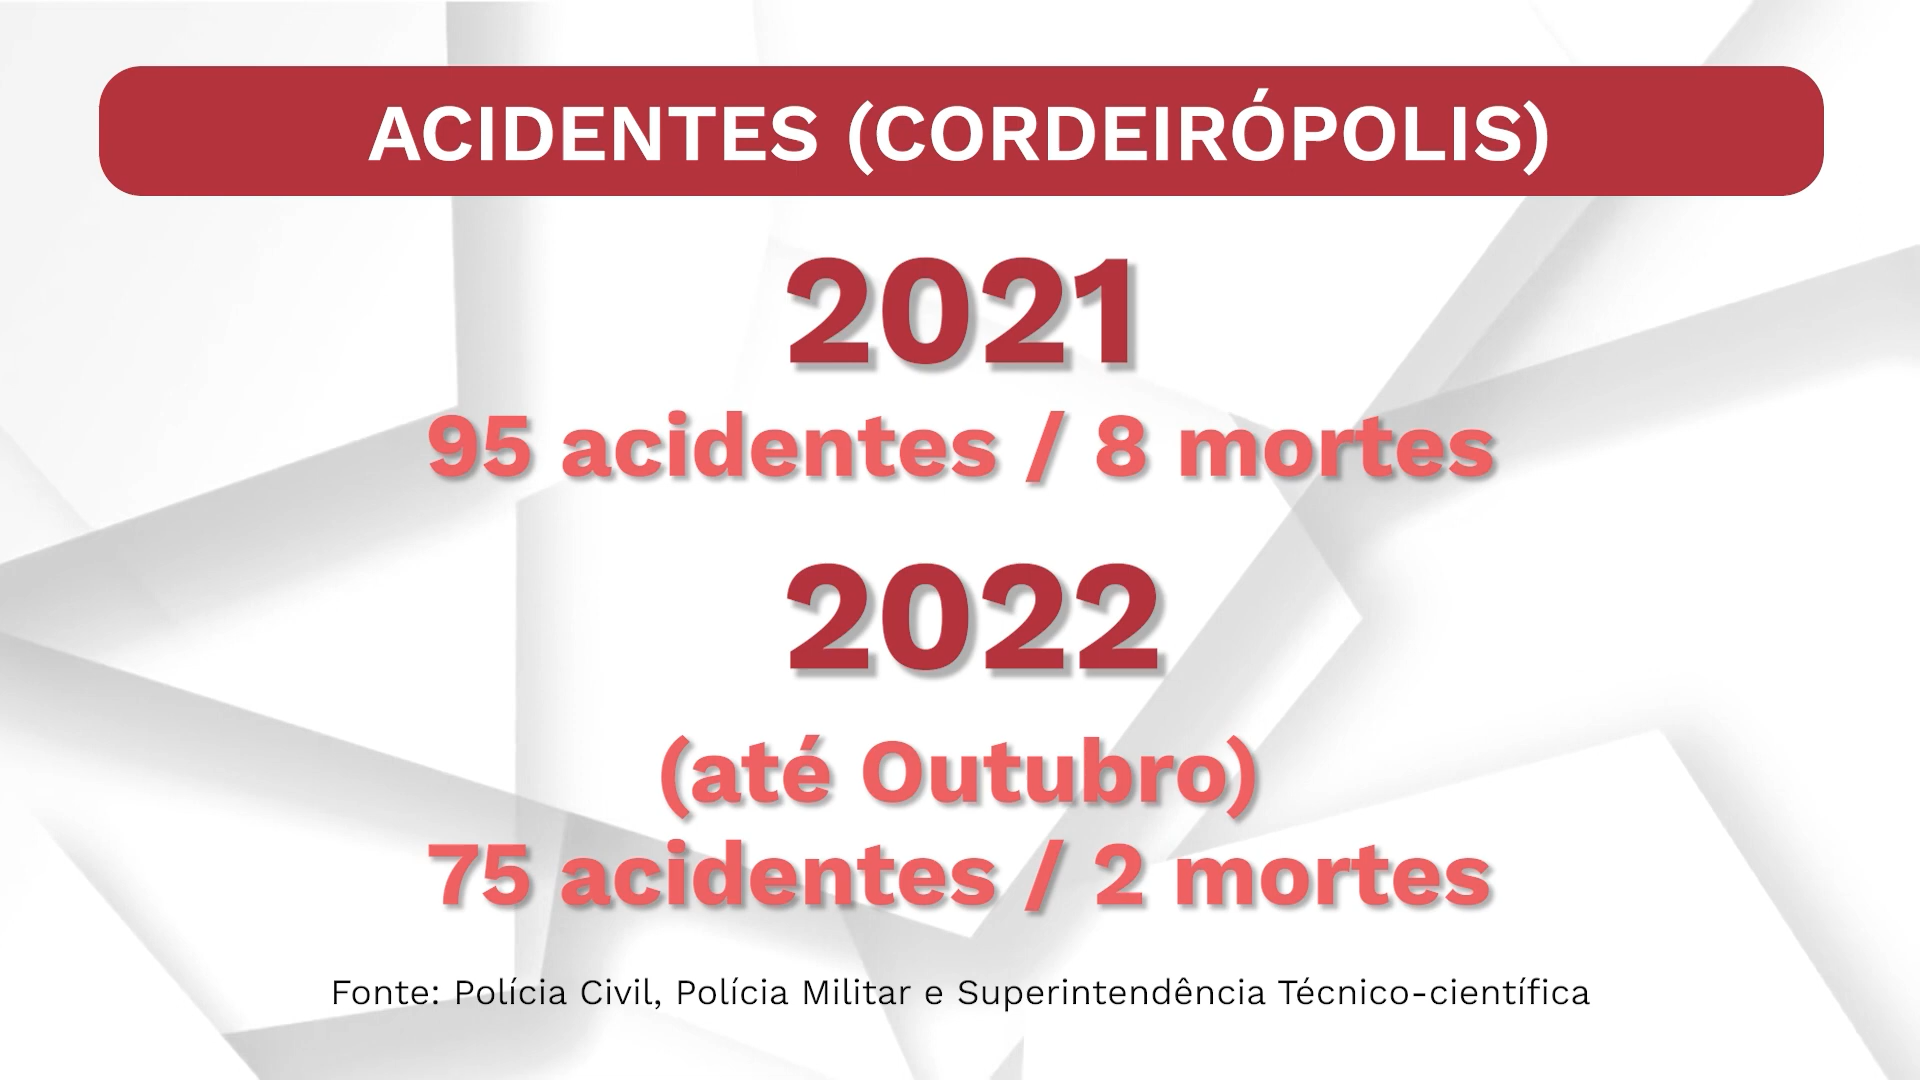 ACIDENTES (CORDEIRÓPOLIS)
2021
95 acidentes / 8 mortes
2022
(até Outubro)
75 acidentes / 2 mortes
Fonte: Polícia Civil, Polícia Militar e Superintendência Técnico-científica